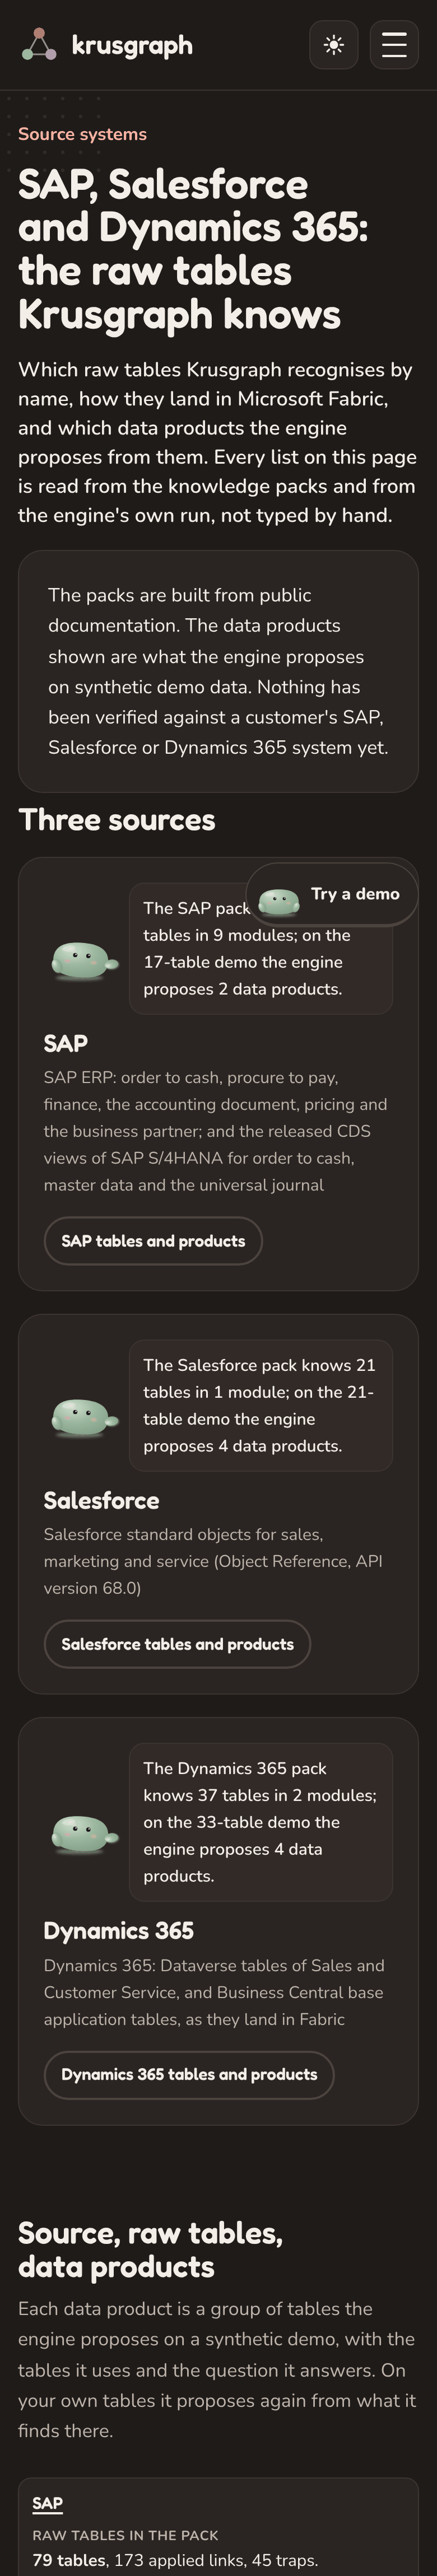 krusgraph
Source systems
SAP, Salesforce
and Dynamics 365:
the raw tables
Krusgraph knows
Which raw tables Krusgraph recognises by
name, how they land in Microsoft Fabric,
and which data products the engine
proposes from them. Every list on this page
is read from the knowledge packs and from
the engine's own run, not typed by hand.
The packs are built from public
documentation. The data products
shown are what the engine proposes
on synthetic demo data. Nothing has
been verified against a customer's SAP,
Salesforce or Dynamics 365 system yet.
Three sources
Try a demo
The SAP pack
tables in 9 modules; on the
17-table demo the engine
proposes 2 data products.
SAP
SAP ERP: order to cash, procure to pay,
finance, the accounting document, pricing and
the business partner; and the released CDS
views of SAP S/4HANA for order to cash,
master data and the universal journal
SAP tables and products
The Salesforce pack knows 21
tables in 1 module; on the 21-
table demo the engine
proposes 4 data products.
Salesforce
Salesforce standard objects for sales,
marketing and service (Object Reference, API
version 68.0)
Salesforce tables and products
The Dynamics 365 pack
knows 37 tables in 2 modules;
on the 33-table demo the
engine proposes 4 data
products.
Dynamics 365
Dynamics 365: Dataverse tables of Sales and
Customer Service, and Business Central base
application tables, as they land in Fabric
Dynamics 365 tables and products
Source, raw tables,
data products
Each data product is a group of tables the
engine proposes on a synthetic demo, with the
tables it uses and the question it answers. On
your own tables it proposes again from what it
finds there.
SAP
RAW TABLES IN THE PACK
79 tables, 173 applied links, 45 traps.